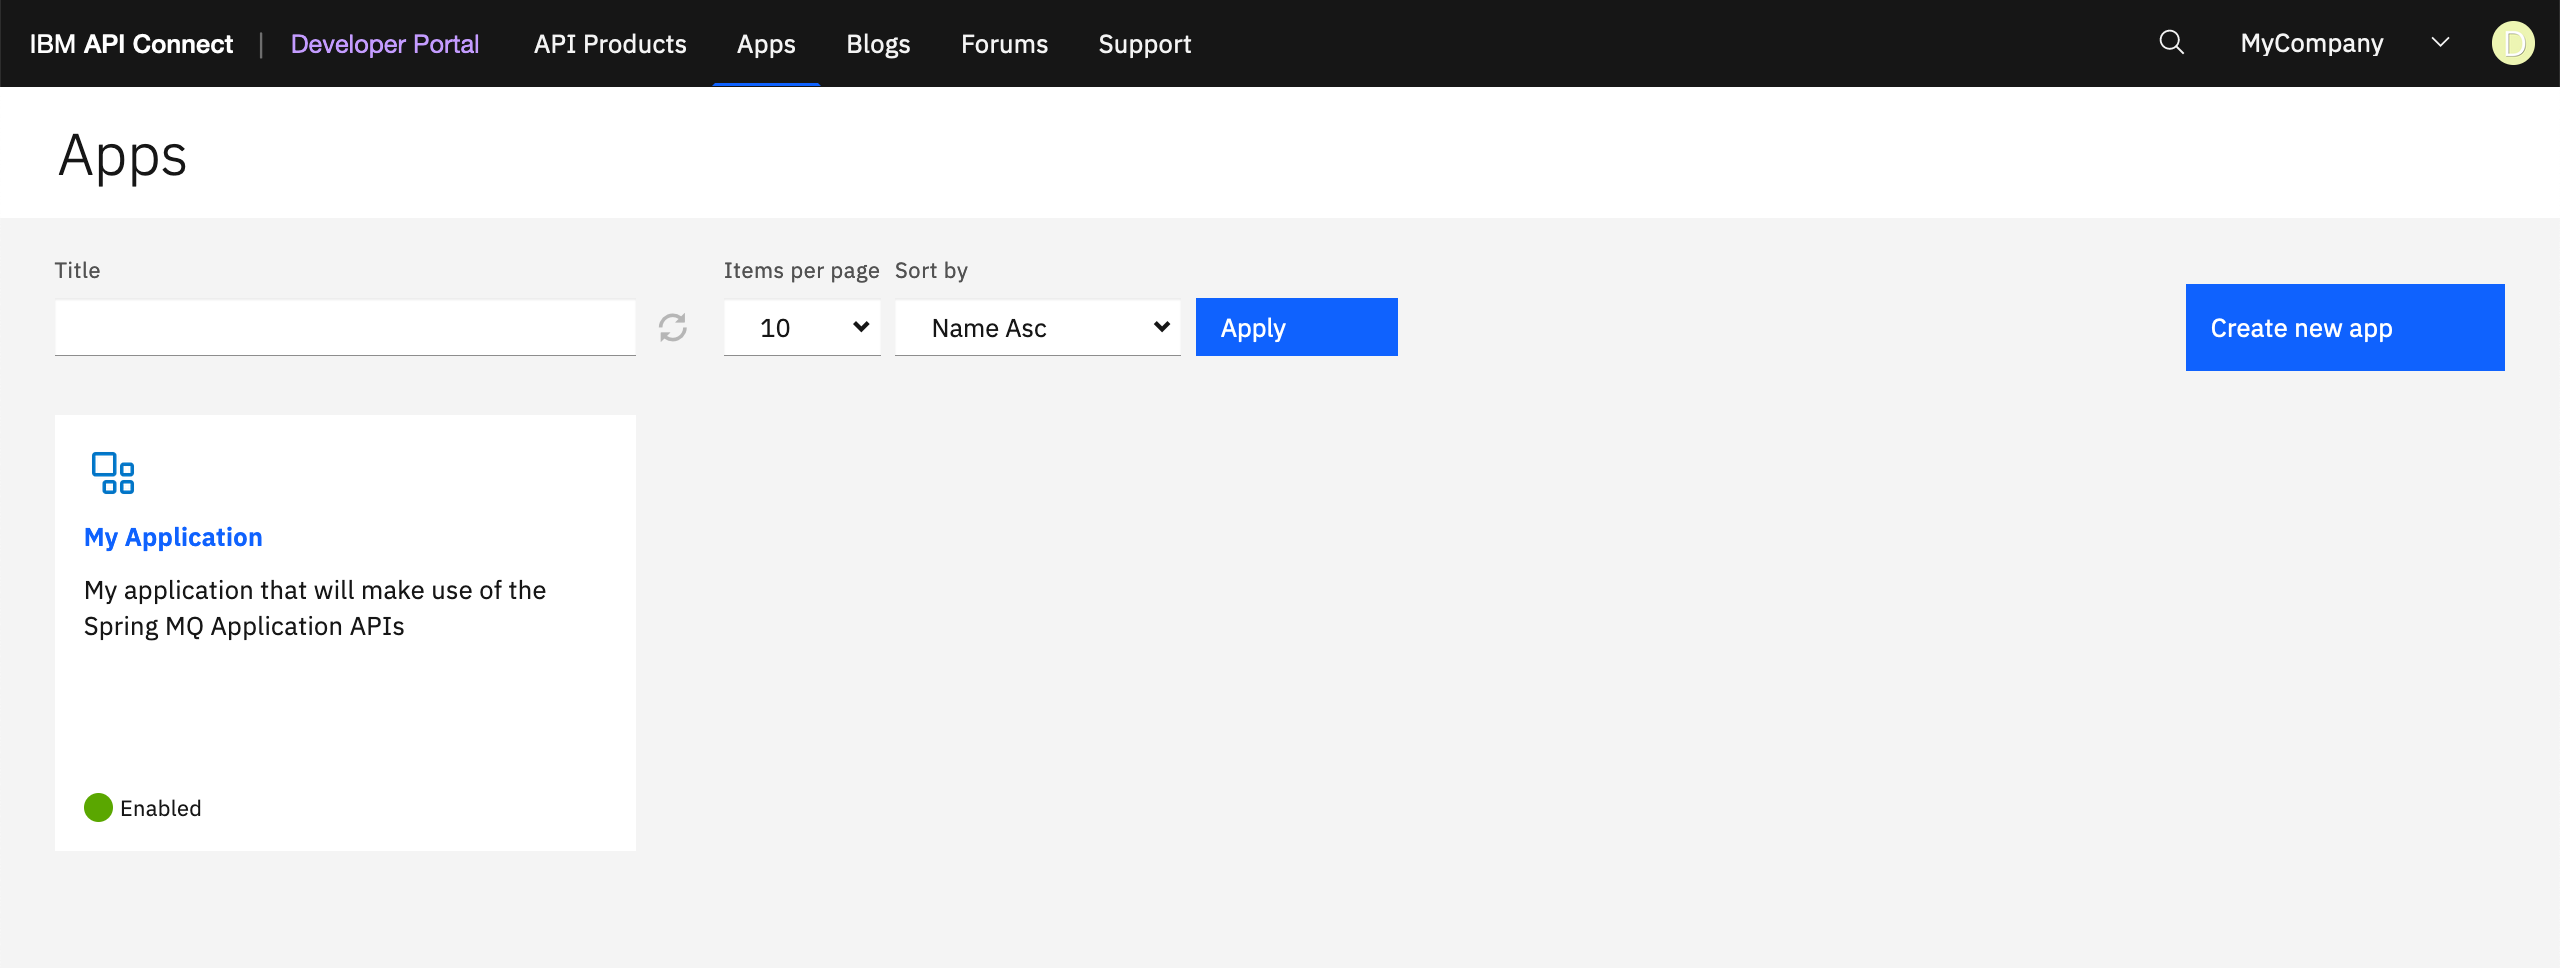 IBM API Connect | Developer Portal API Products Apps Blogs Forums Support MyCompany D
Apps
Title Items per page Sort by
10 Name Asc Apply Create new app
My Application
My application that will make use of the
Spring MQ Application APIs
Enabled